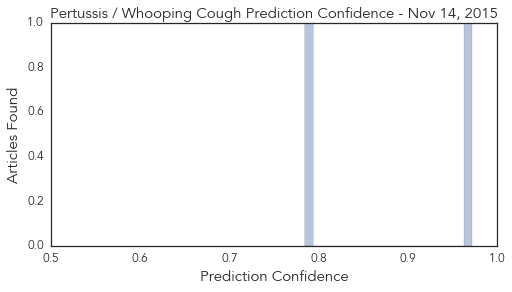 Pertussis / Whooping Cough Prediction Confidence - Nov 14, 2015
1.0
0.8
0.6
0.4
0.2
0.0
Articles Found
0.5 0.6 0.7 0.8 0.9 1.0
Prediction Confidence